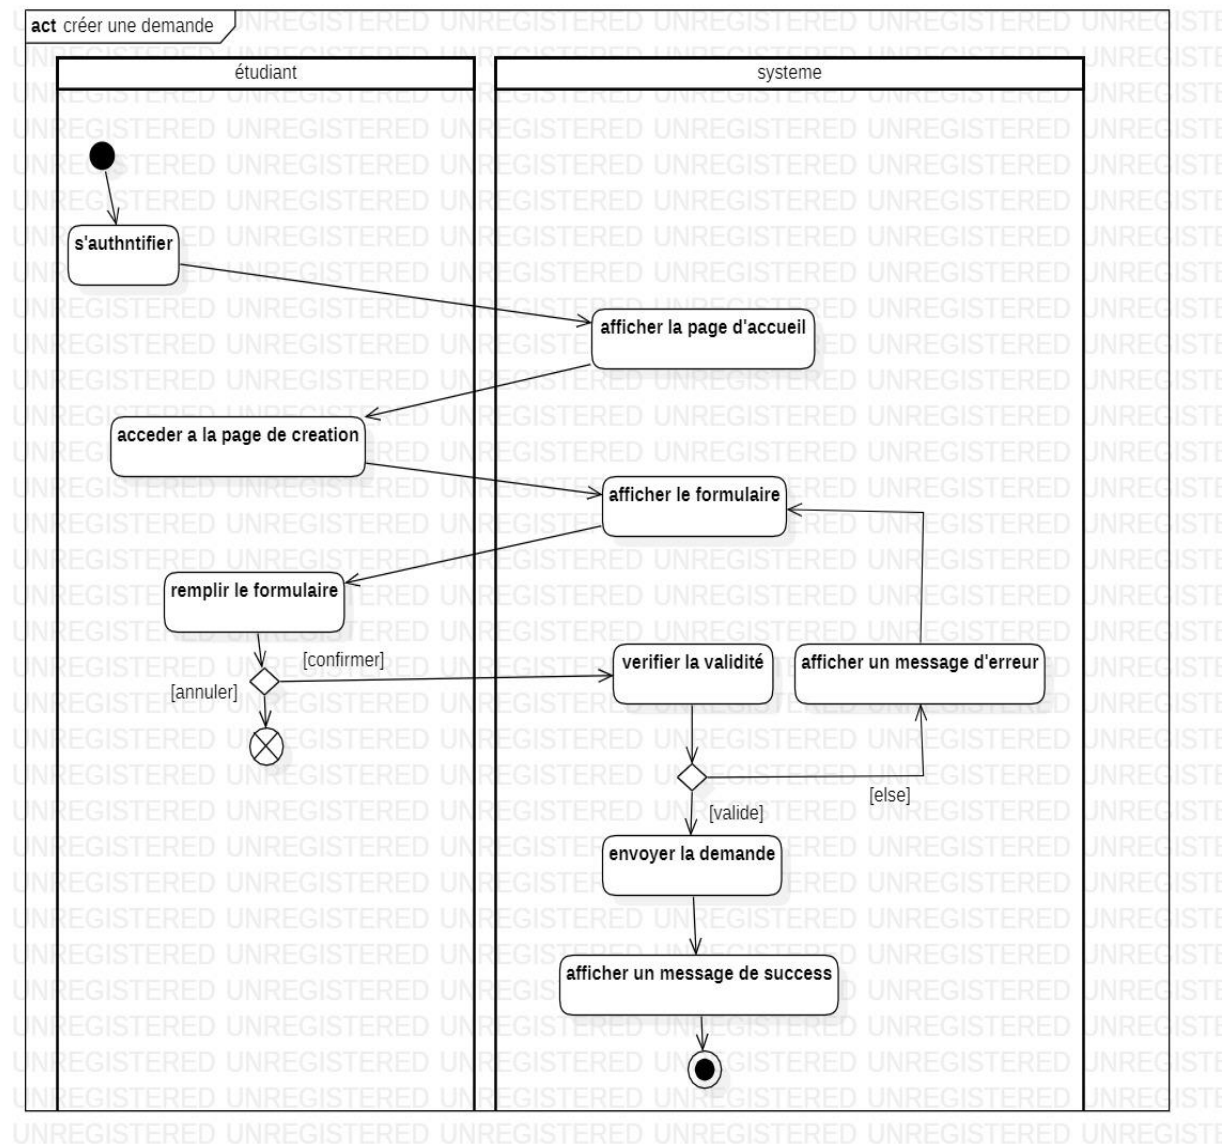 act créer une demande
étudiant
systeme
s'authntifier
afficher la page d'accueil
acceder a la page de creation
afficher le formulaire
remplir le formulaire
[confirmer]
[annuler]
verifier la validité
afficher un message d'erreur
[else]
[valide]
envoyer la demande
afficher un message de success
UNREGISTERED